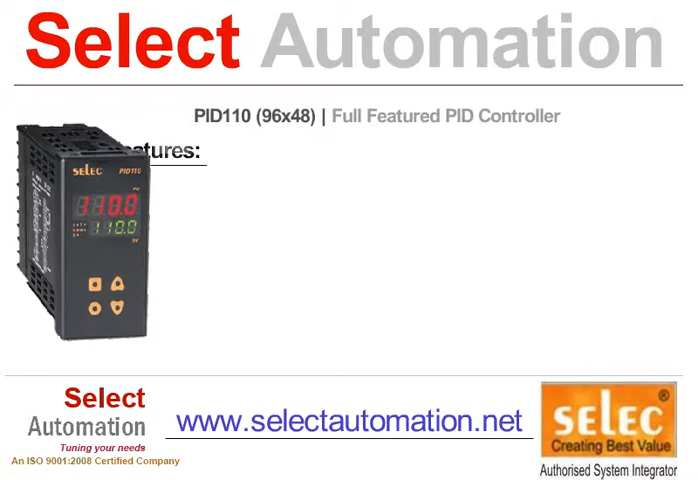 Select Automation
PID110 (96x48) | Full Featured PID Controller
atures:
selec PID110
PV
110.0
110.0
SV
Select
Automation
Tuning your needs
An ISO 9001:2008 Certified Company
www.selectautomation.net
selec ®
Creating Best Value
Authorised System Integrator